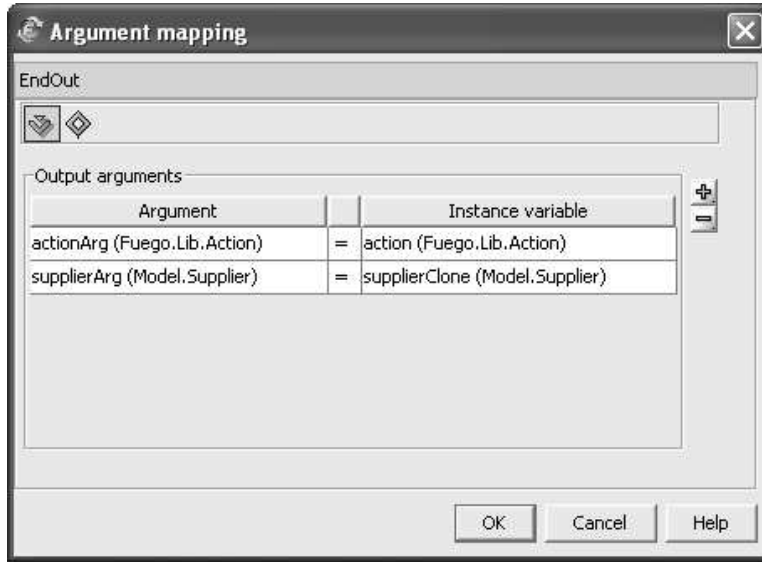 Argument mapping
EndOut
Output arguments
Argument Instance variable
actionArg (Fuego.Lib.Action) = action (Fuego.Lib.Action)
supplierArg (Model.Supplier) = supplierClone (Model.Supplier)
OK Cancel Help